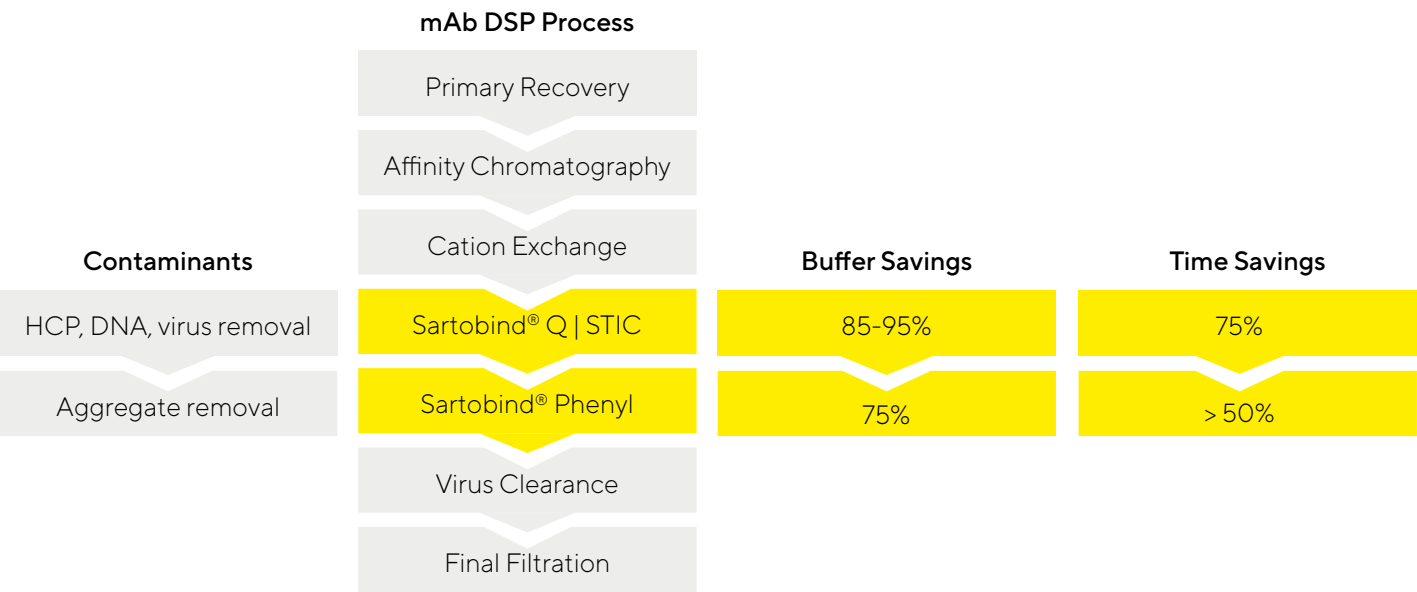 mAb DSP Process
Primary Recovery
Affinity Chromatography
Cation Exchange
Contaminants
Buffer Savings
Time Savings
HCP, DNA, virus removal
Sartobind® Q | STIC
85-95%
75%
Aggregate removal
Sartobind® Phenyl
75%
> 50%
Virus Clearance
Final Filtration